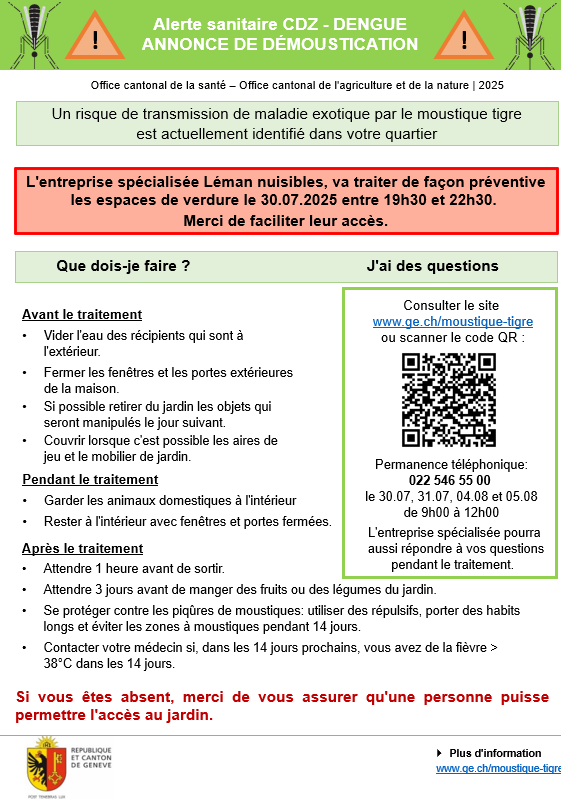 Alerte sanitaire CDZ - DENGUE
ANNONCE DE DÉMOUSTICATION
!
!
Office cantonal de la santé – Office cantonal de l'agriculture et de la nature | 2025
Un risque de transmission de maladie exotique par le moustique tigre
est actuellement identifié dans votre quartier
L'entreprise spécialisée Léman nuisibles, va traiter de façon préventive
les espaces de verdure le 30.07.2025 entre 19h30 et 22h30.
Merci de faciliter leur accès.
Que dois-je faire ?
Avant le traitement
• Vider l'eau des récipients qui sont à
l'extérieur.
• Fermer les fenêtres et les portes extérieures
de la maison.
• Si possible retirer du jardin les objets qui
seront manipulés le jour suivant.
• Couvrir lorsque c'est possible les aires de
jeu et le mobilier de jardin.
Pendant le traitement
• Garder les animaux domestiques à l'intérieur
• Rester à l'intérieur avec fenêtres et portes fermées.
Après le traitement
• Attendre 1 heure avant de sortir.
• Attendre 3 jours avant de manger des fruits ou des légumes du jardin.
• Se protéger contre les piqûres de moustiques: utiliser des répulsifs, porter des habits
longs et éviter les zones à moustiques pendant 14 jours.
• Contacter votre médecin si, dans les 14 jours prochains, vous avez de la fièvre >
38°C dans les 14 jours.
J'ai des questions
Consulter le site
www.ge.ch/moustique-tigre
ou scanner le code QR :
Permanence téléphonique:
022 546 55 00
le 30.07, 31.07, 04.08 et 05.08
de 9h00 à 12h00
L'entreprise spécialisée pourra
aussi répondre à vos questions
pendant le traitement.
Si vous êtes absent, merci de vous assurer qu'une personne puisse
permettre l'accès au jardin.
REPUBLIQUE
ET CANTON
DE GENEVE
POST TENEBRAS LUX
Plus d'information
www.ge.ch/moustique-tigre